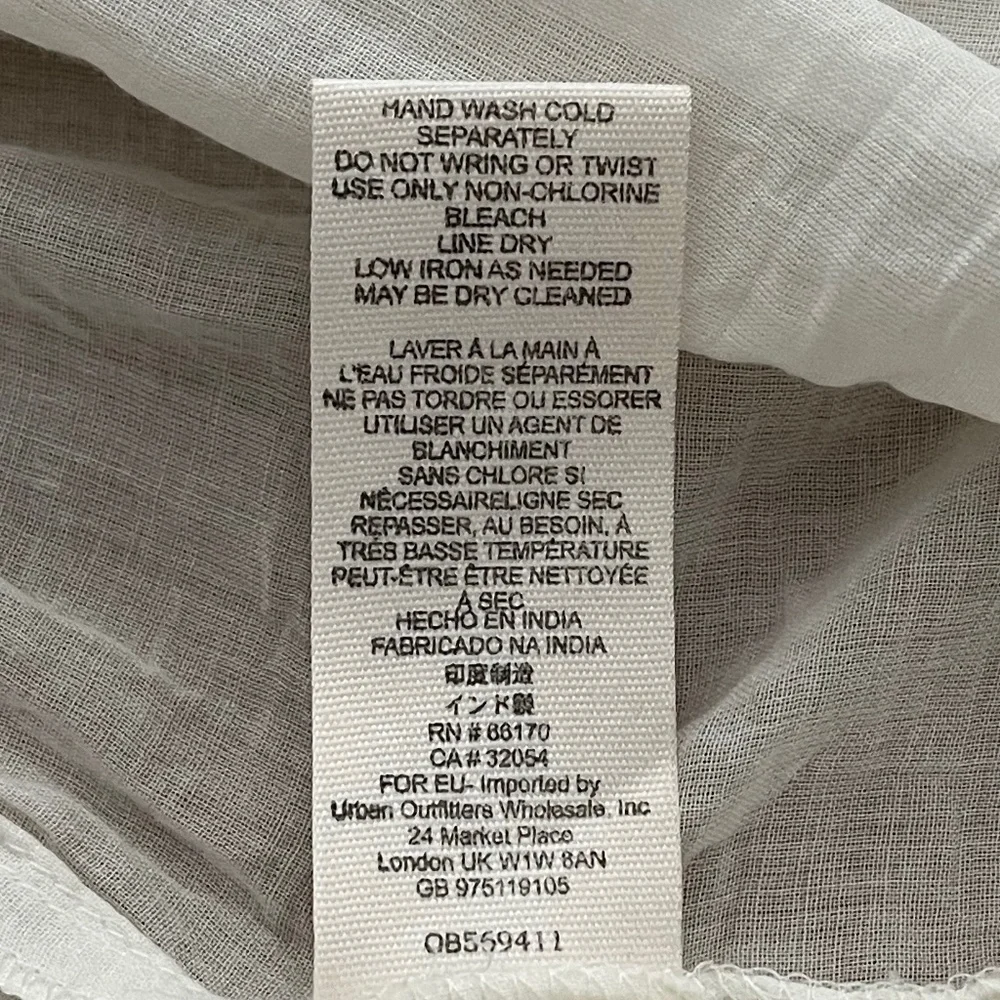 HAND WASH COLD
SEPARATELY
DO NOT WRING OR TWIST
USE ONLY NON-CHLORINE
BLEACH
LINE DRY
LOW IRON AS NEEDED
MAY BE DRY CLEANED
LAVER Á LA MAIN Á
L'EAU FROIDE SÉPARÉMENT
NE PAS TORDRE OU ESSORER
UTILISER UN AGENT DE
BLANCHIMENT
SANS CHLORE SI
NÉCESSAIRELIGNE SEC
REPASSER, AU BESOIN, Á
TRÉS BASSE TEMPÉRATURE
PEUT-ÊTRE ÊTRE NETTOYÉE
Á SEC
HECHO EN INDIA
FABRICADO NA INDIA
印度制造
インド製
RN # 66170
CA # 32054
FOR EU- Imported by
Urban Outfitters Wholesale, Inc
24 Market Place
London UK W1W 8AN
GB 975119105
OB569411